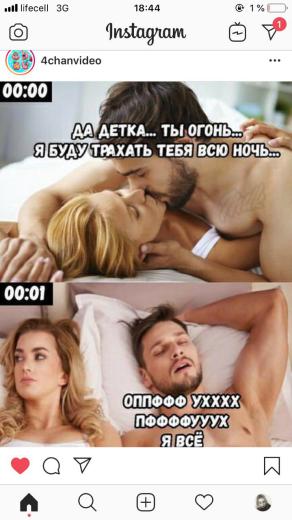 lifecell 3G 18:44 1%
Instagram
1
4chanvideo
00:00
ДА ДЕТКА... ТЫ ОГОНЬ...
Я БУДУ ТРАХАТЬ ТЕБЯ ВСЮ НОЧЬ...
00:01
ОППФФФ УХХХХ
ПФФФФУУУХ
Я ВСЁ